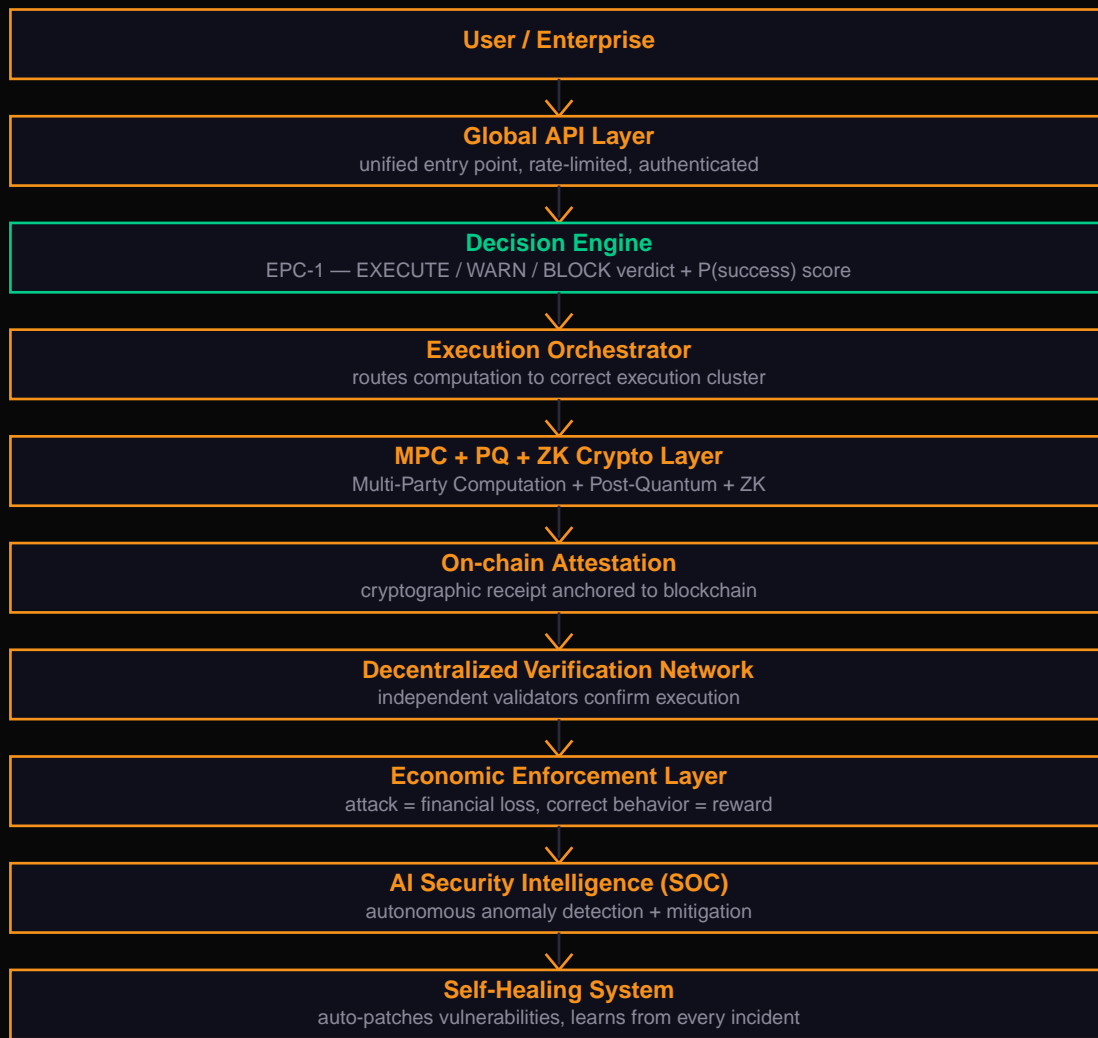 User / Enterprise
Global API Layer
unified entry point, rate-limited, authenticated
Decision Engine
EPC-1 — EXECUTE / WARN / BLOCK verdict + P(success) score
Execution Orchestrator
routes computation to correct execution cluster
MPC + PQ + ZK Crypto Layer
Multi-Party Computation + Post-Quantum + ZK
On-chain Attestation
cryptographic receipt anchored to blockchain
Decentralized Verification Network
independent validators confirm execution
Economic Enforcement Layer
attack = financial loss, correct behavior = reward
AI Security Intelligence (SOC)
autonomous anomaly detection + mitigation
Self-Healing System
auto-patches vulnerabilities, learns from every incident